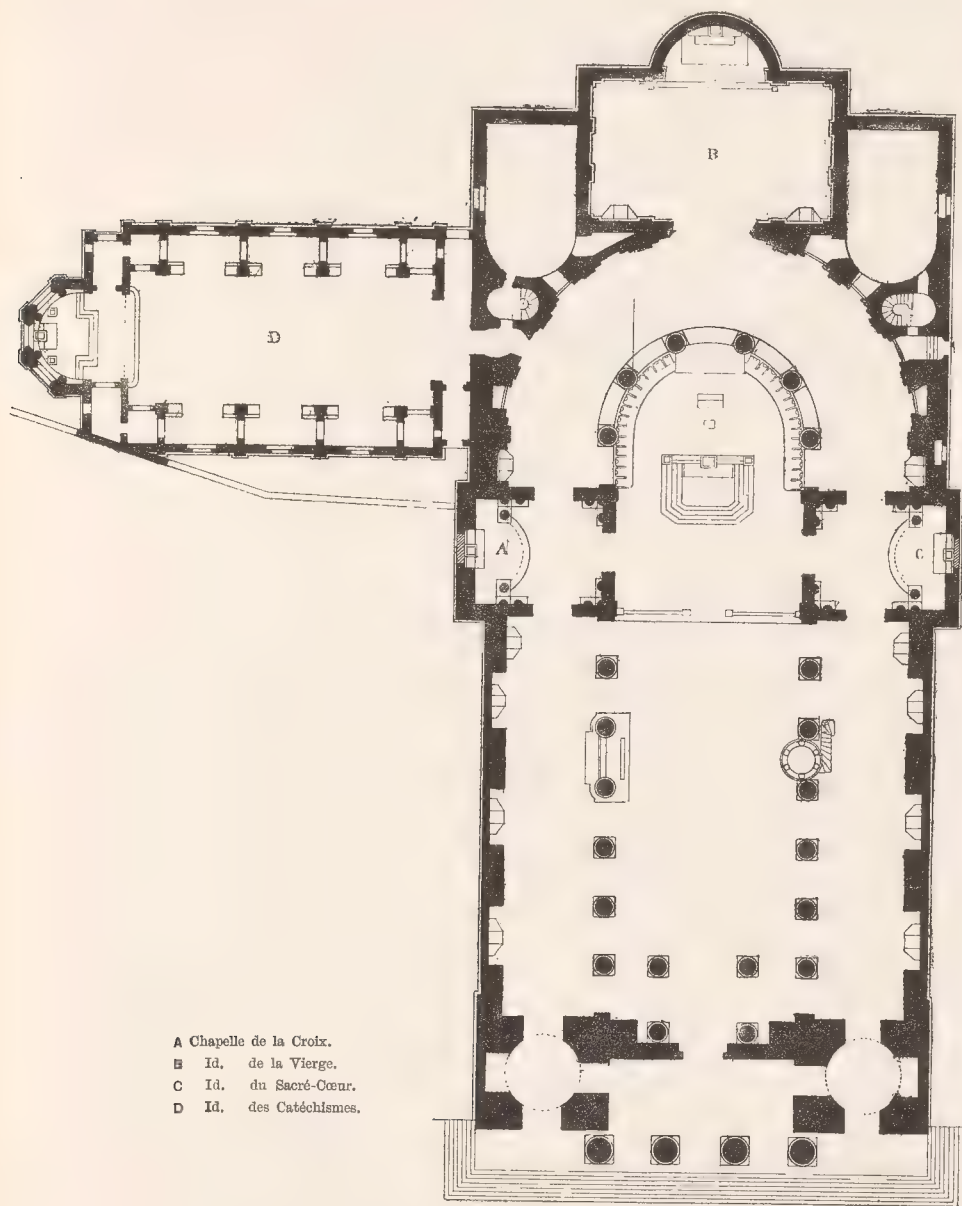 B
D
A
C
A Chapelle de la Croix.
B Id. de la Vierge.
C Id. du Sacré-Cœur.
D Id. des Catéchismes.